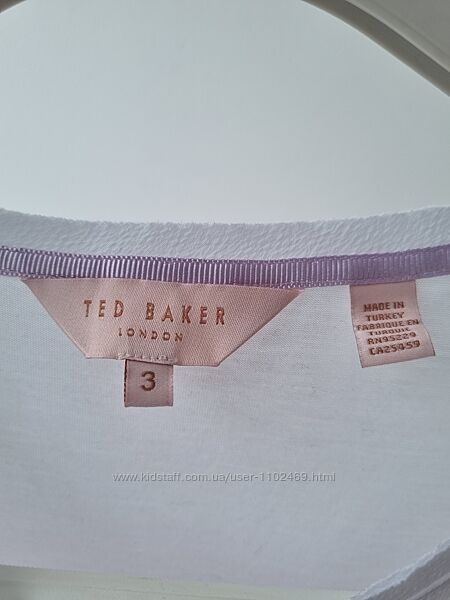 TED BAKER
LONDON
3
MADE IN
TURKEY
FABRIQUE EN
TURQUIE
RN95229
CA25459
www.kidstaff.com.ua/user-1102469.html